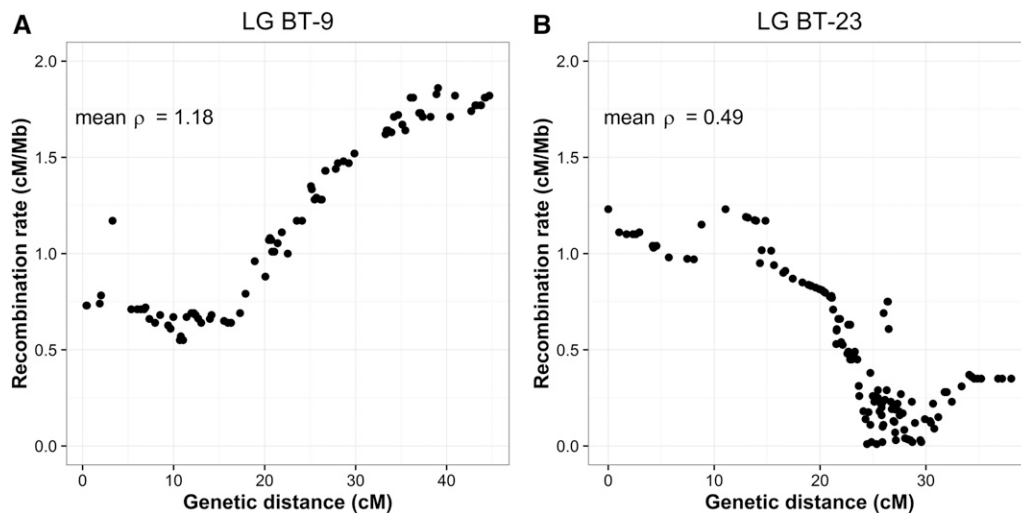 A LG BT-9
2.0
1.5
1.0
0.5
0.0
Recombination rate (cM/Mb)
mean ρ = 1.18
0 10 20 30 40
Genetic distance (cM)
B LG BT-23
2.0
1.5
1.0
0.5
0.0
Recombination rate (cM/Mb)
mean ρ = 0.49
0 10 20 30
Genetic distance (cM)